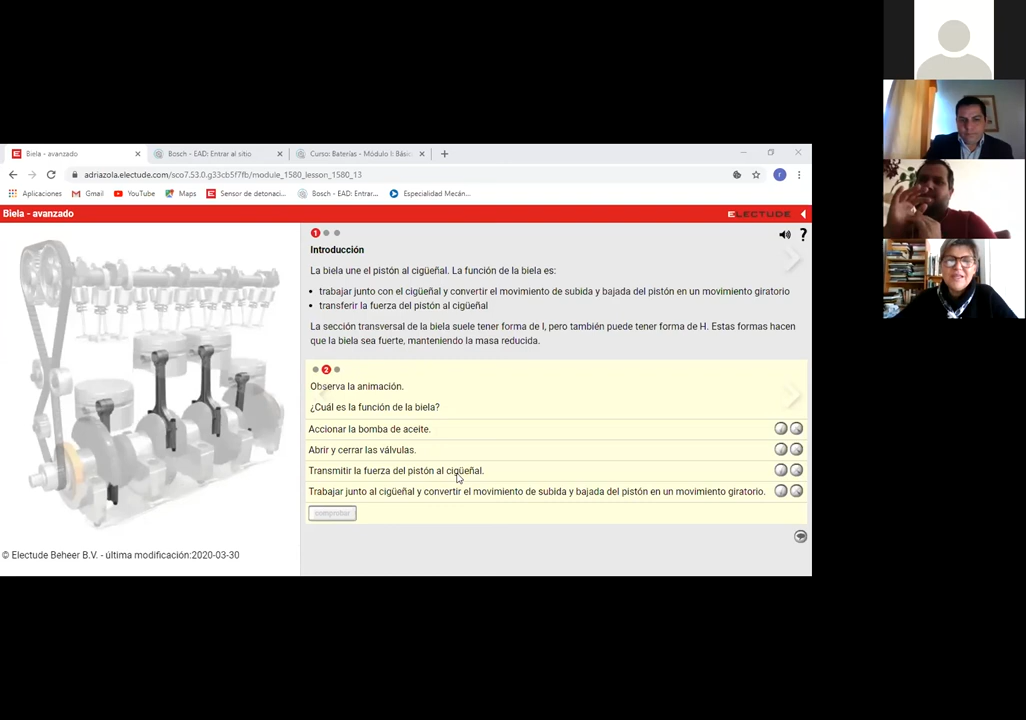 Biela - avanzado
Bosch - EAD: Entrar al sitio
Curso: Baterías - Módulo I: Bási
adriazola.electude.com/sco7.53.0.g33cb5f7fb/module_1580_lesson_1580_13
Aplicaciones
Gmail
YouTube
Maps
Sensor de detonaci...
Bosch - EAD: Entrar...
Especialidad Mecán...
Biela - avanzado
ELECTUDE
1
?
Introducción
La biela une el pistón al cigüeñal. La función de la biela es:
• trabajar junto con el cigüeñal y convertir el movimiento de subida y bajada del pistón en un movimiento giratorio
• transferir la fuerza del pistón al cigüeñal
La sección transversal de la biela suele tener forma de I, pero también puede tener forma de H. Estas formas hacen
que la biela sea fuerte, manteniendo la masa reducida.
2
Observa la animación.
¿Cuál es la función de la biela?
Accionar la bomba de aceite.
Abrir y cerrar las válvulas.
Transmitir la fuerza del pistón al cigüeñal.
Trabajar junto al cigüeñal y convertir el movimiento de subida y bajada del pistón en un movimiento giratorio.
comprobar
© Electude Beheer B.V. - última modificación:2020-03-30